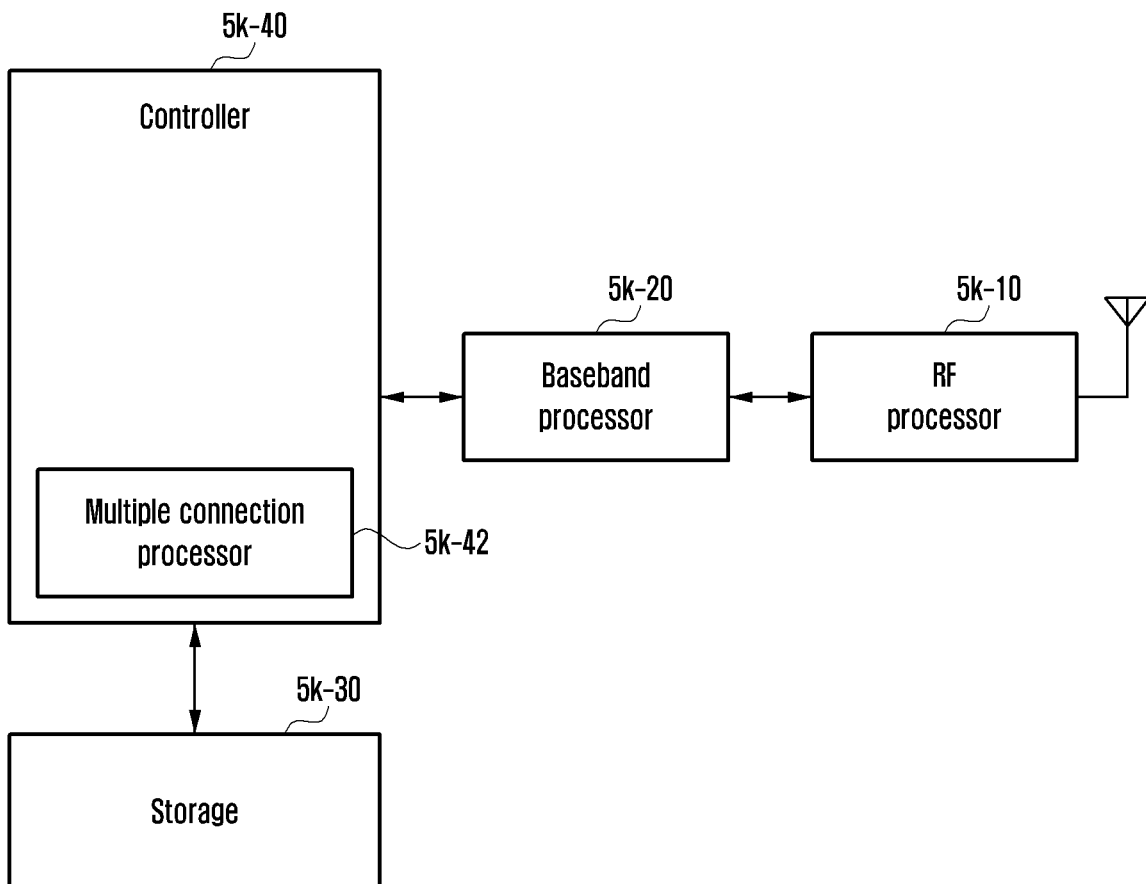 5k-40
Controller
5k-20
5k-10
Baseband
processor
RF
processor
Multiple connection
processor
5k-42
5k-30
Storage